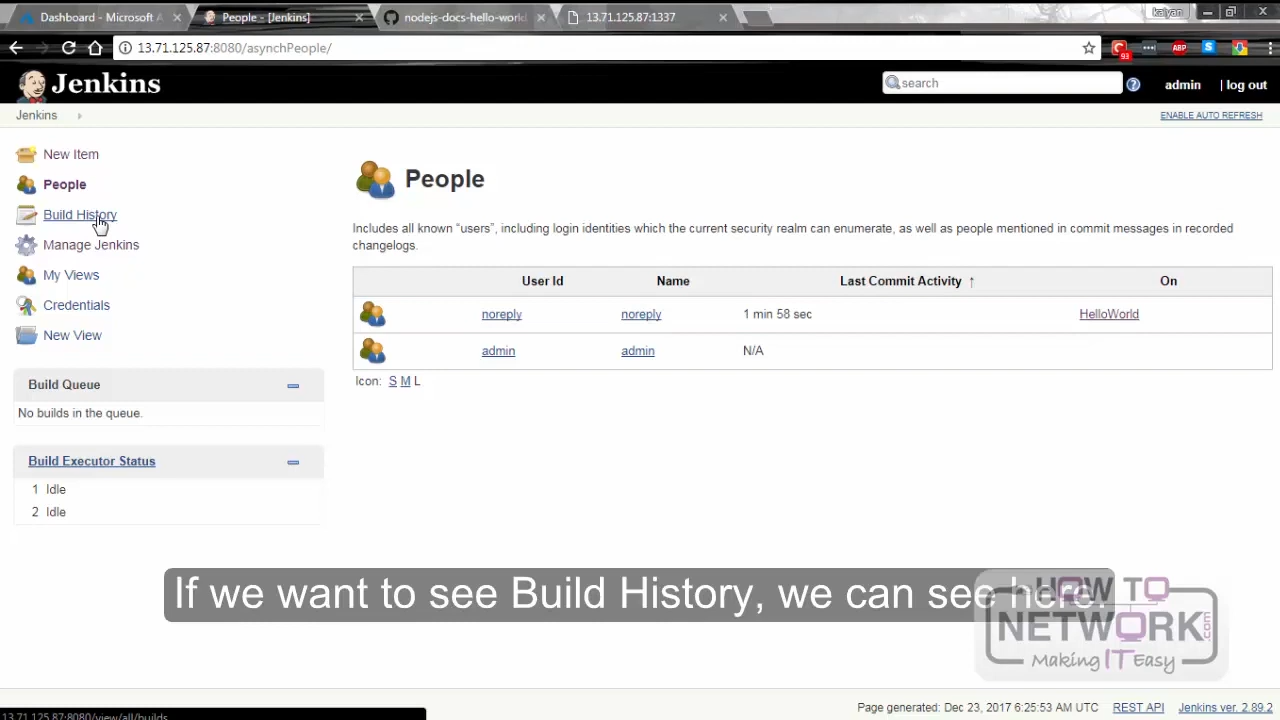 Dashboard - Microsoft A
People - [Jenkins]
nodejs-docs-hello-world
13.71.125.87:1337
kalyan
13.71.125.87:8080/asynchPeople/
93
ABP
S
Jenkins
search
admin
| log out
Jenkins
ENABLE AUTO REFRESH
New Item
People
Build History
Manage Jenkins
My Views
Credentials
New View
Build Queue
No builds in the queue.
Build Executor Status
1 Idle
2 Idle
People
Includes all known “users”, including login identities which the current security realm can enumerate, as well as people mentioned in commit messages in recorded
changelogs.
User Id Name Last Commit Activity ↑ On
noreply noreply 1 min 58 sec HelloWorld
admin admin N/A
Icon: S M L
If we want to see Build History, we can see here.
HOW TO
NETWORK.com
Making IT Easy
Page generated: Dec 23, 2017 6:25:53 AM UTC REST API Jenkins ver. 2.89.2
13.71.125.87:8080/view/all/builds